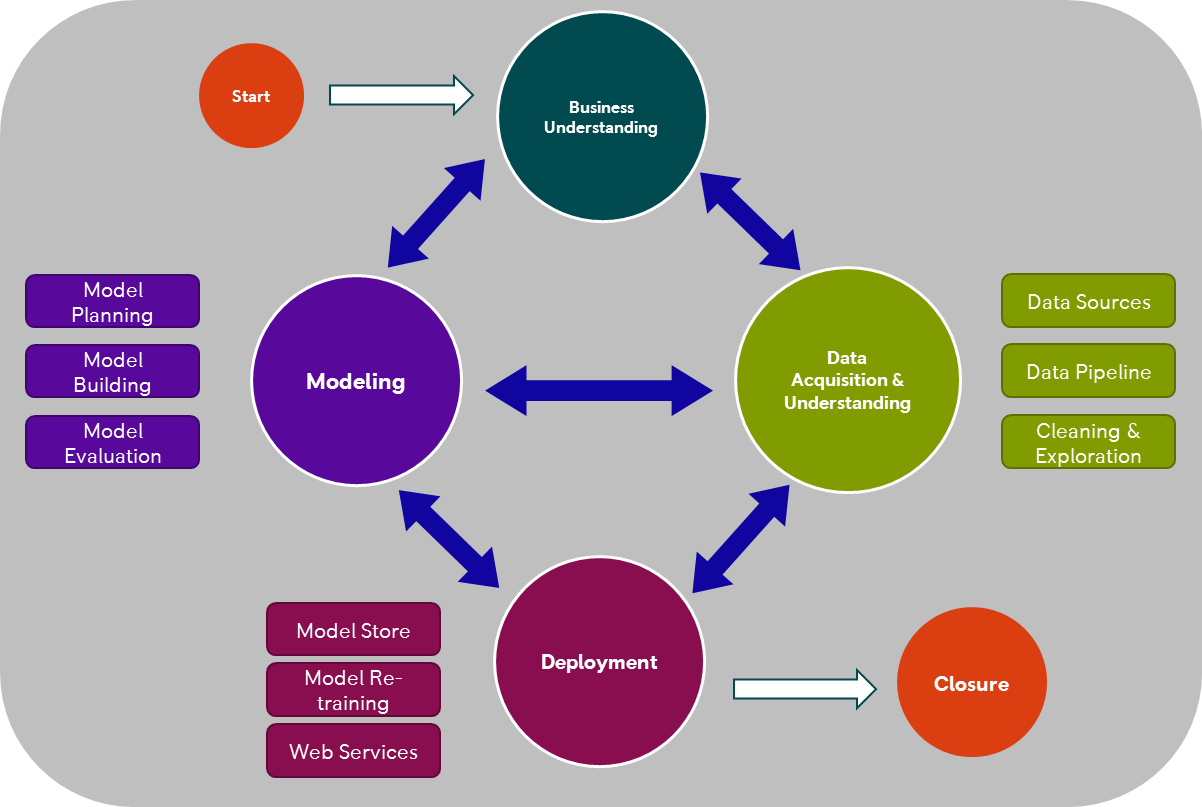 Start
Business
Understanding
Model
Planning
Model
Building
Model
Evaluation
Modeling
Data
Acquisition &
Understanding
Data Sources
Data Pipeline
Cleaning &
Exploration
Model Store
Model Re-
training
Web Services
Deployment
Closure